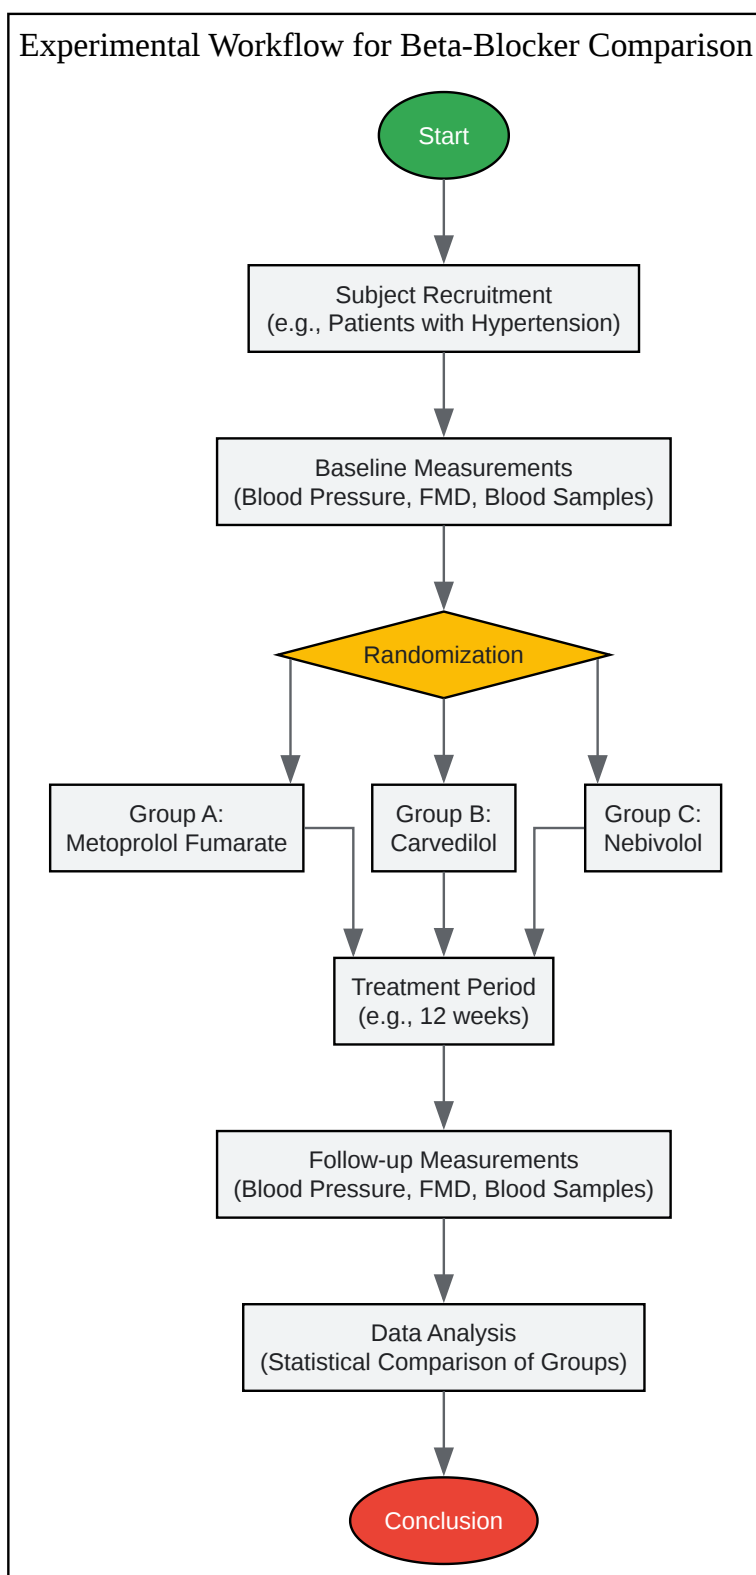 Experimental Workflow for Beta-Blocker Comparison
Start
Subject Recruitment
(e.g., Patients with Hypertension)
Baseline Measurements
(Blood Pressure, FMD, Blood Samples)
Randomization
Group A:
Metoprolol Fumarate
Group B:
Carvedilol
Group C:
Nebivolol
Treatment Period
(e.g., 12 weeks)
Follow-up Measurements
(Blood Pressure, FMD, Blood Samples)
Data Analysis
(Statistical Comparison of Groups)
Conclusion